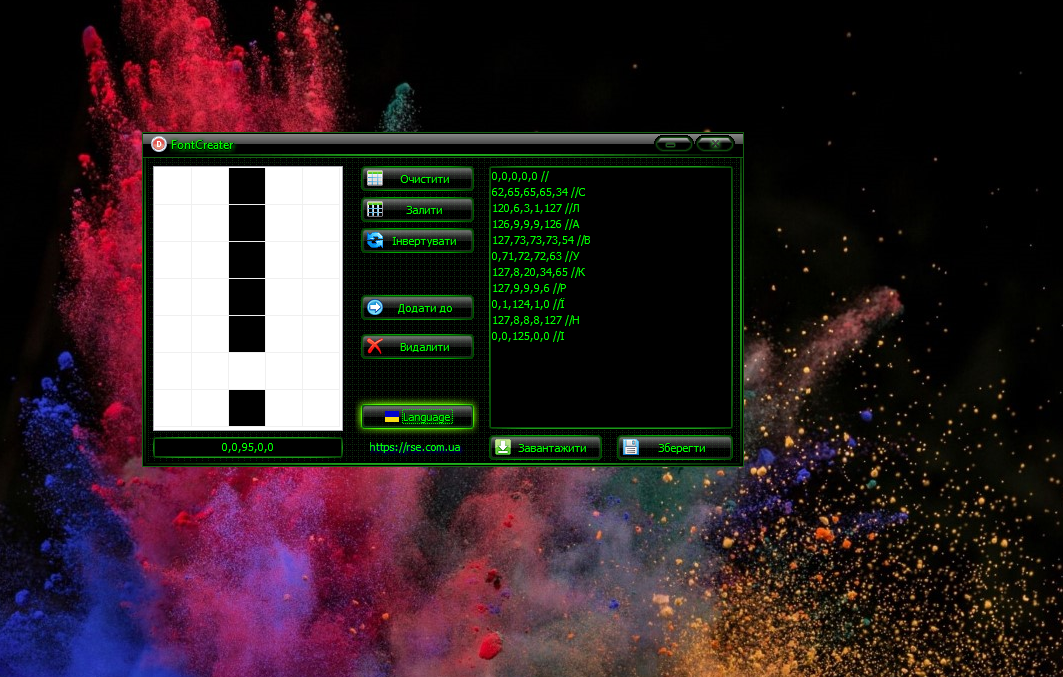 FontCreater
Очистити
Залити
Інвертувати
Додати до
Видалити
Language
0,0,95,0,0
https://rse.com.ua
0,0,0,0,0 //
62,65,65,65,34 //С
120,6,3,1,127 //Л
126,9,9,9,126 //А
127,73,73,73,54 //В
0,71,72,72,63 //У
127,8,20,34,65 //К
127,9,9,9,6 //Р
0,1,124,1,0 //Ї
127,8,8,8,127 //Н
0,0,125,0,0 //І
Завантажити
Зберегти